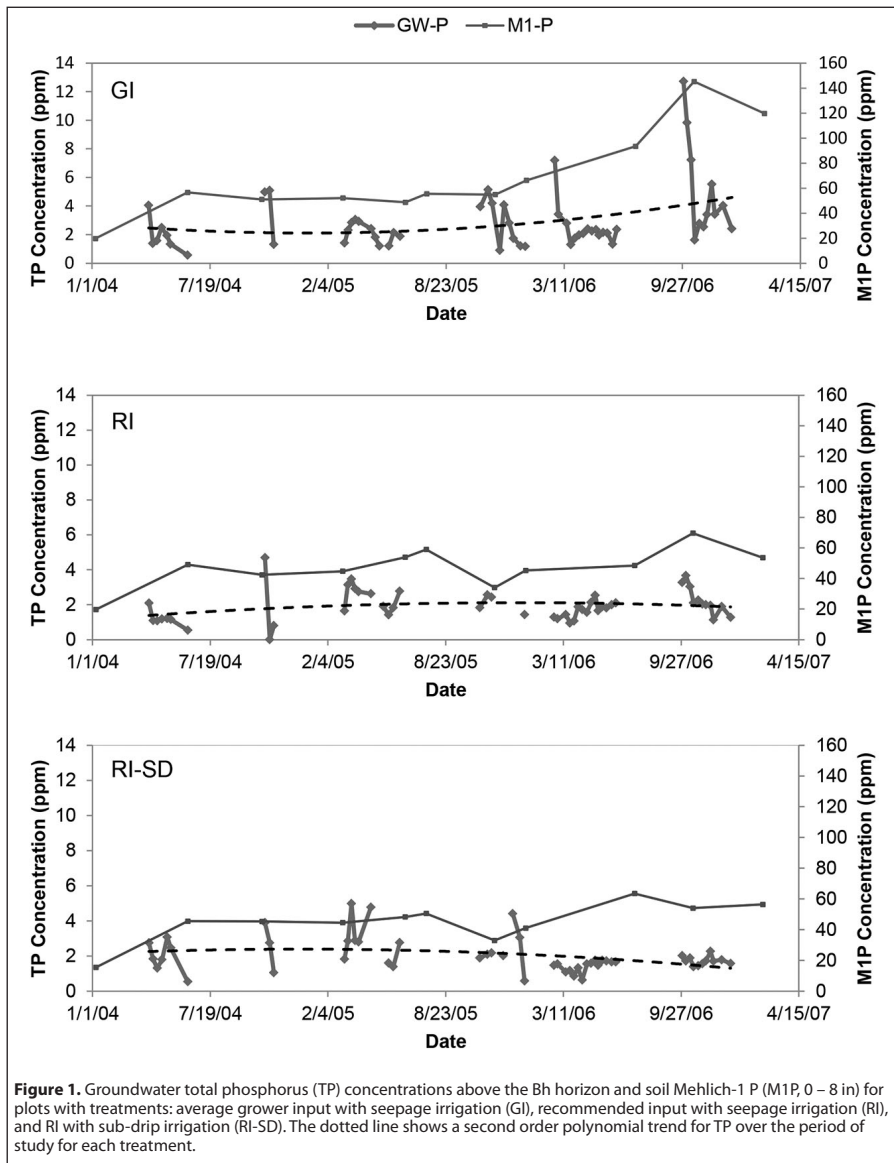 GW-P M1-P
GI
TP Concentration (ppm)
14
12
10
8
6
4
2
0
M1P Concentration (ppm)
160
140
120
100
80
60
40
20
0
1/1/04 7/19/04 2/4/05 8/23/05 3/11/06 9/27/06 4/15/07
Date
RI
TP Concentration (ppm)
14
12
10
8
6
4
2
0
M1P Concentration (ppm)
160
140
120
100
80
60
40
20
0
1/1/04 7/19/04 2/4/05 8/23/05 3/11/06 9/27/06 4/15/07
Date
RI-SD
TP Concentration (ppm)
14
12
10
8
6
4
2
0
M1P Concentration (ppm)
160
140
120
100
80
60
40
20
0
1/1/04 7/19/04 2/4/05 8/23/05 3/11/06 9/27/06 4/15/07
Date
Figure 1. Groundwater total phosphorus (TP) concentrations above the Bh horizon and soil Mehlich-1 P (M1P, 0 – 8 in) for
plots with treatments: average grower input with seepage irrigation (GI), recommended input with seepage irrigation (RI),
and RI with sub-drip irrigation (RI-SD). The dotted line shows a second order polynomial trend for TP over the period of
study for each treatment.